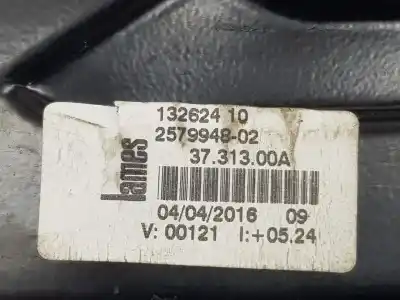 132624 10
2579948-02
37.313.00A
lames
04/04/2016 09
V: 00121 I:+05.24